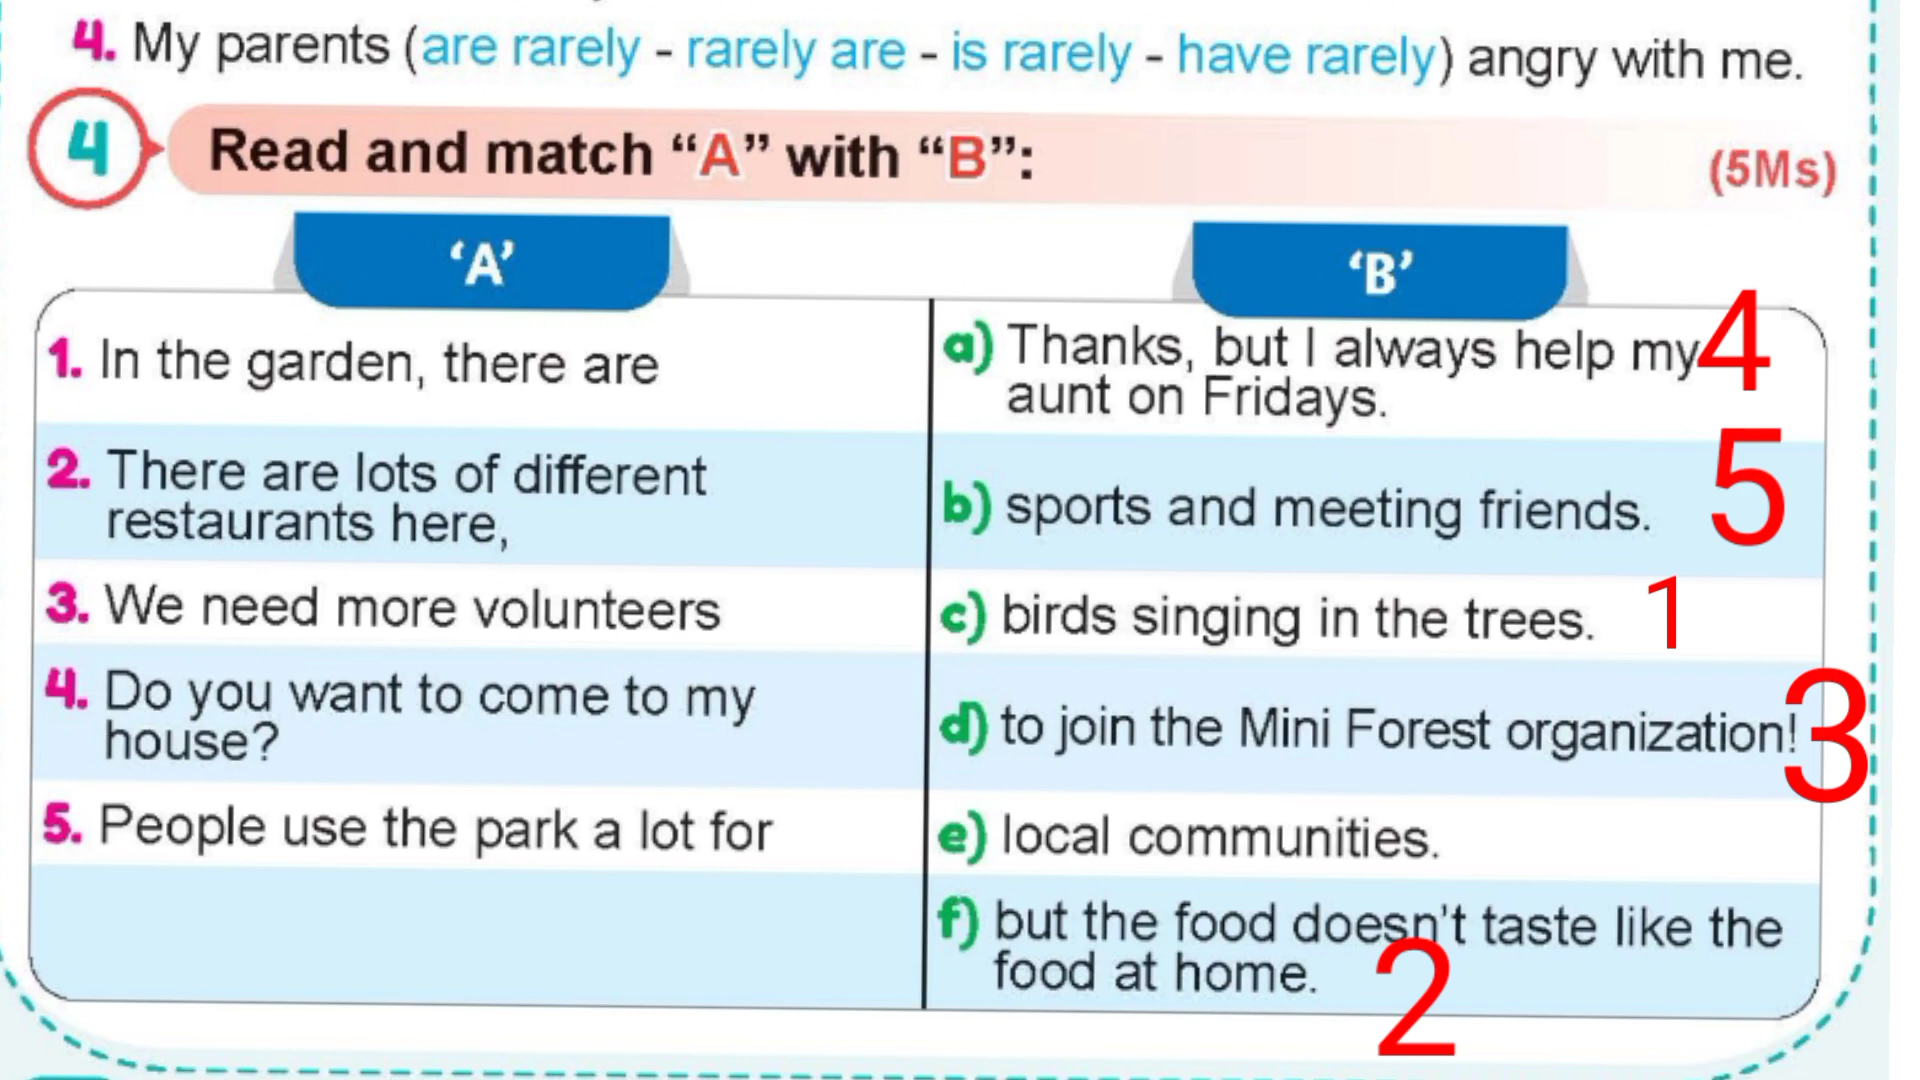 4. My parents (are rarely - rarely are - is rarely - have rarely) angry with me.
4 Read and match “A” with “B”: (5Ms)
‘A’ ‘B’
1. In the garden, there are
a) Thanks, but I always help my 4
aunt on Fridays.
2. There are lots of different
restaurants here,
b) sports and meeting friends. 5
3. We need more volunteers
c) birds singing in the trees. 1
4. Do you want to come to my
house?
d) to join the Mini Forest organization! 3
5. People use the park a lot for
e) local communities.
f) but the food doesn't taste like the
food at home. 2